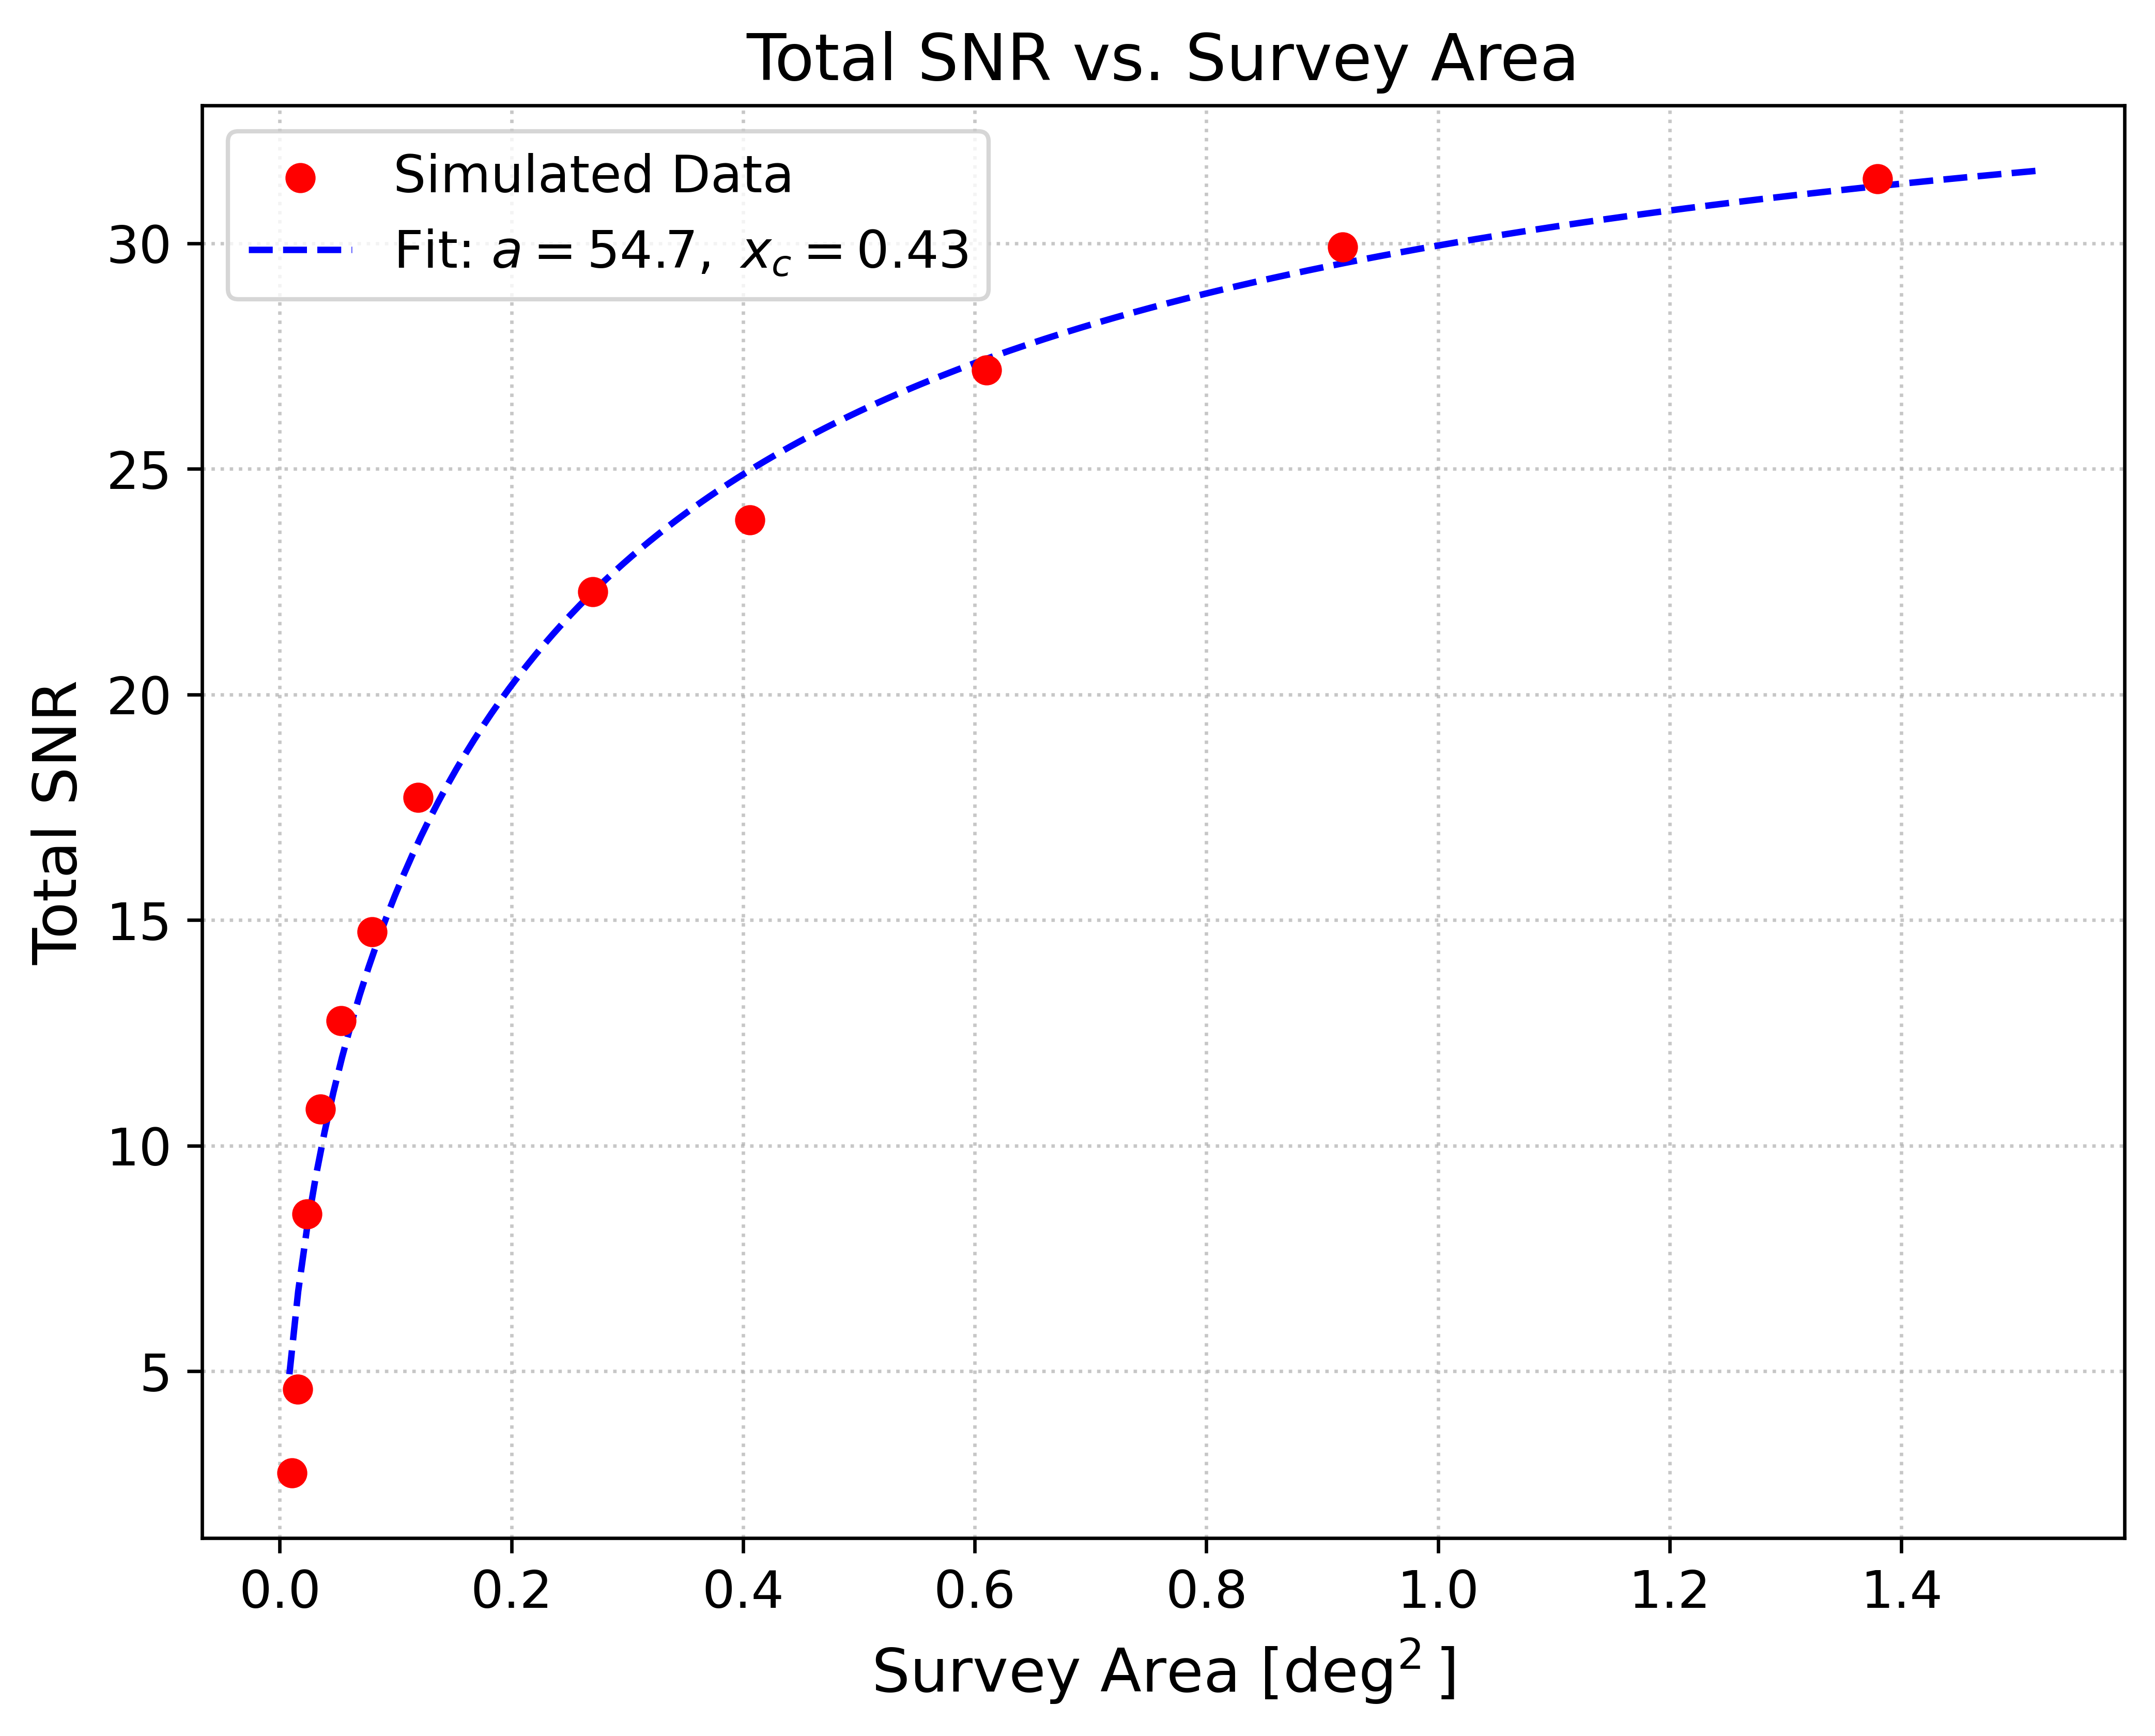 Total SNR vs. Survey Area
Simulated Data
Fit: a = 54.7, x_c = 0.43
Total SNR
30
25
20
15
10
5
0.0 0.2 0.4 0.6 0.8 1.0 1.2 1.4
Survey Area [deg²]